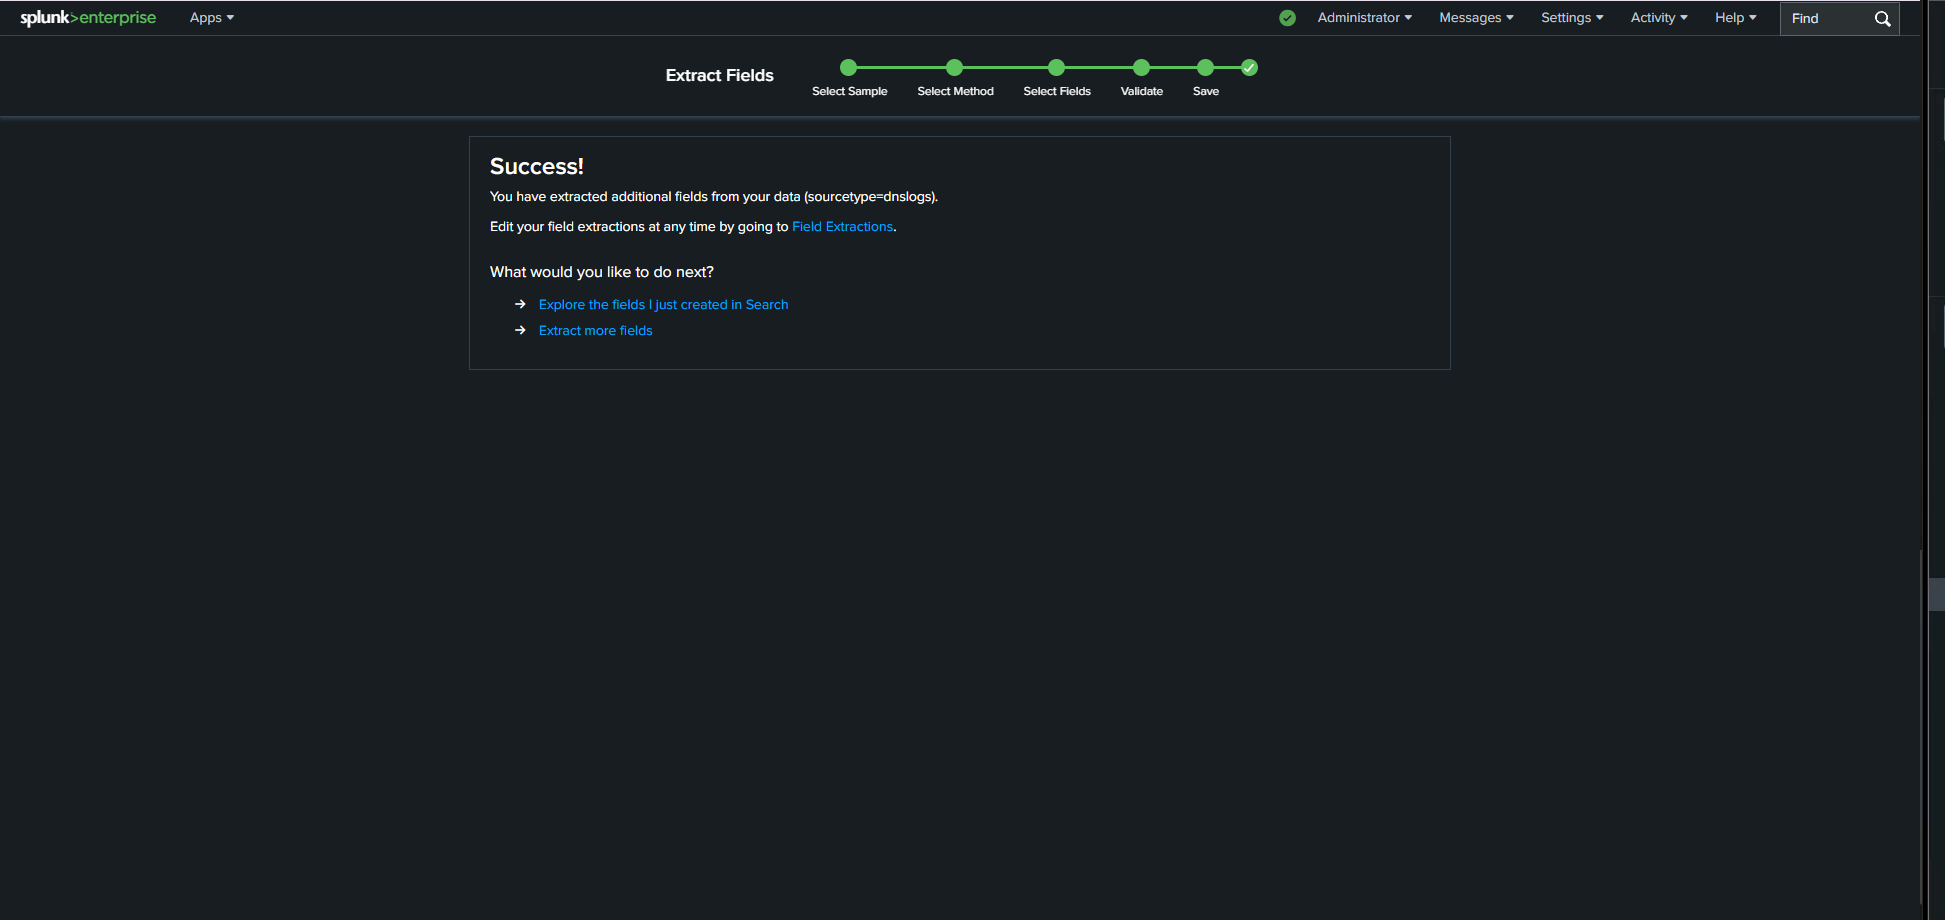 splunk>enterprise Apps Administrator Messages Settings Activity Help Find
Extract Fields
Select Sample Select Method Select Fields Validate Save
Success!
You have extracted additional fields from your data (sourcetype=dnslogs).
Edit your field extractions at any time by going to Field Extractions.
What would you like to do next?
→ Explore the fields I just created in Search
→ Extract more fields